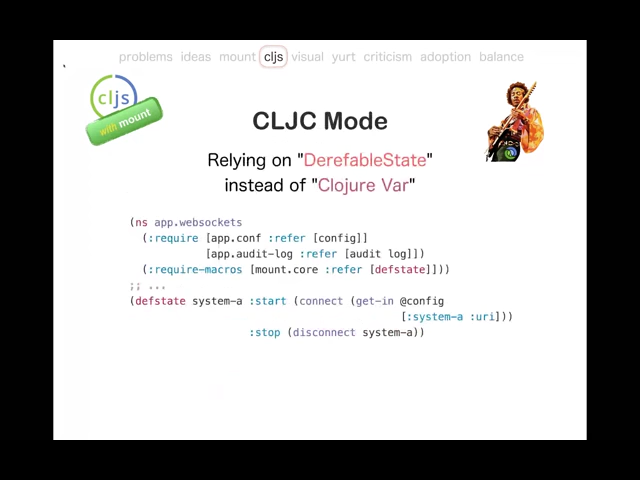 problems ideas mount cljs visual yurt criticism adoption balance
cljs
with mount
CLJC Mode
Relying on "DerefableState"
instead of "Clojure Var"
(ns app.websockets
(:require [app.conf :refer [config]]
[app.audit-log :refer [audit log]])
(:require-macros [mount.core :refer [defstate]]))
;; ...
(defstate system-a :start (connect (get-in @config
[:system-a :uri]))
:stop (disconnect system-a))